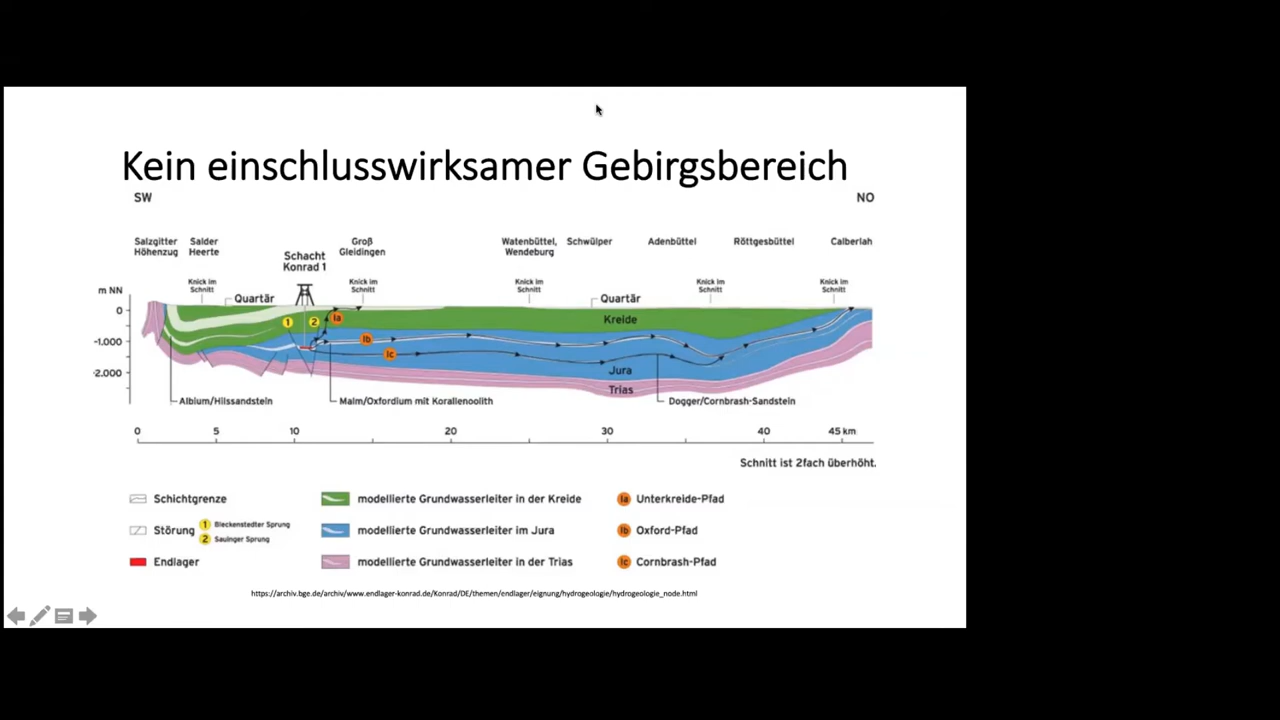 Kein einschlusswirksamer Gebirgsbereich
SW
NO
Salzgitter
Höhenzug
Salder
Heerte
Schacht
Konrad 1
Groß
Gleidingen
Watenbüttel,
Wendeburg
Schwülper
Adenbüttel
Röttgesbüttel
Calberlah
Knick im
Schnitt
Knick im
Schnitt
Knick im
Schnitt
Knick im
Schnitt
Knick im
Schnitt
m NN
Quartär
Quartär
0
-1.000
-2.000
1
2
Ia
Ib
Ic
Kreide
Jura
Trias
Albium/Hilssandstein
Malm/Oxfordium mit Korallenoolith
Dogger/Cornbrash-Sandstein
0 5 10 20 30 40 45 km
Schnitt ist 2fach überhöht.
Schichtgrenze
modellierte Grundwasserleiter in der Kreide
Ia Unterkreide-Pfad
Störung
1 Bleckenstedter Sprung
2 Sauinger Sprung
modellierte Grundwasserleiter im Jura
Ib Oxford-Pfad
Endlager
modellierte Grundwasserleiter in der Trias
Ic Cornbrash-Pfad
https://archiv.bge.de/archiv/www.endlager-konrad.de/Konrad/DE/themen/endlager/eignung/hydrogeologie/hydrogeologie_node.html